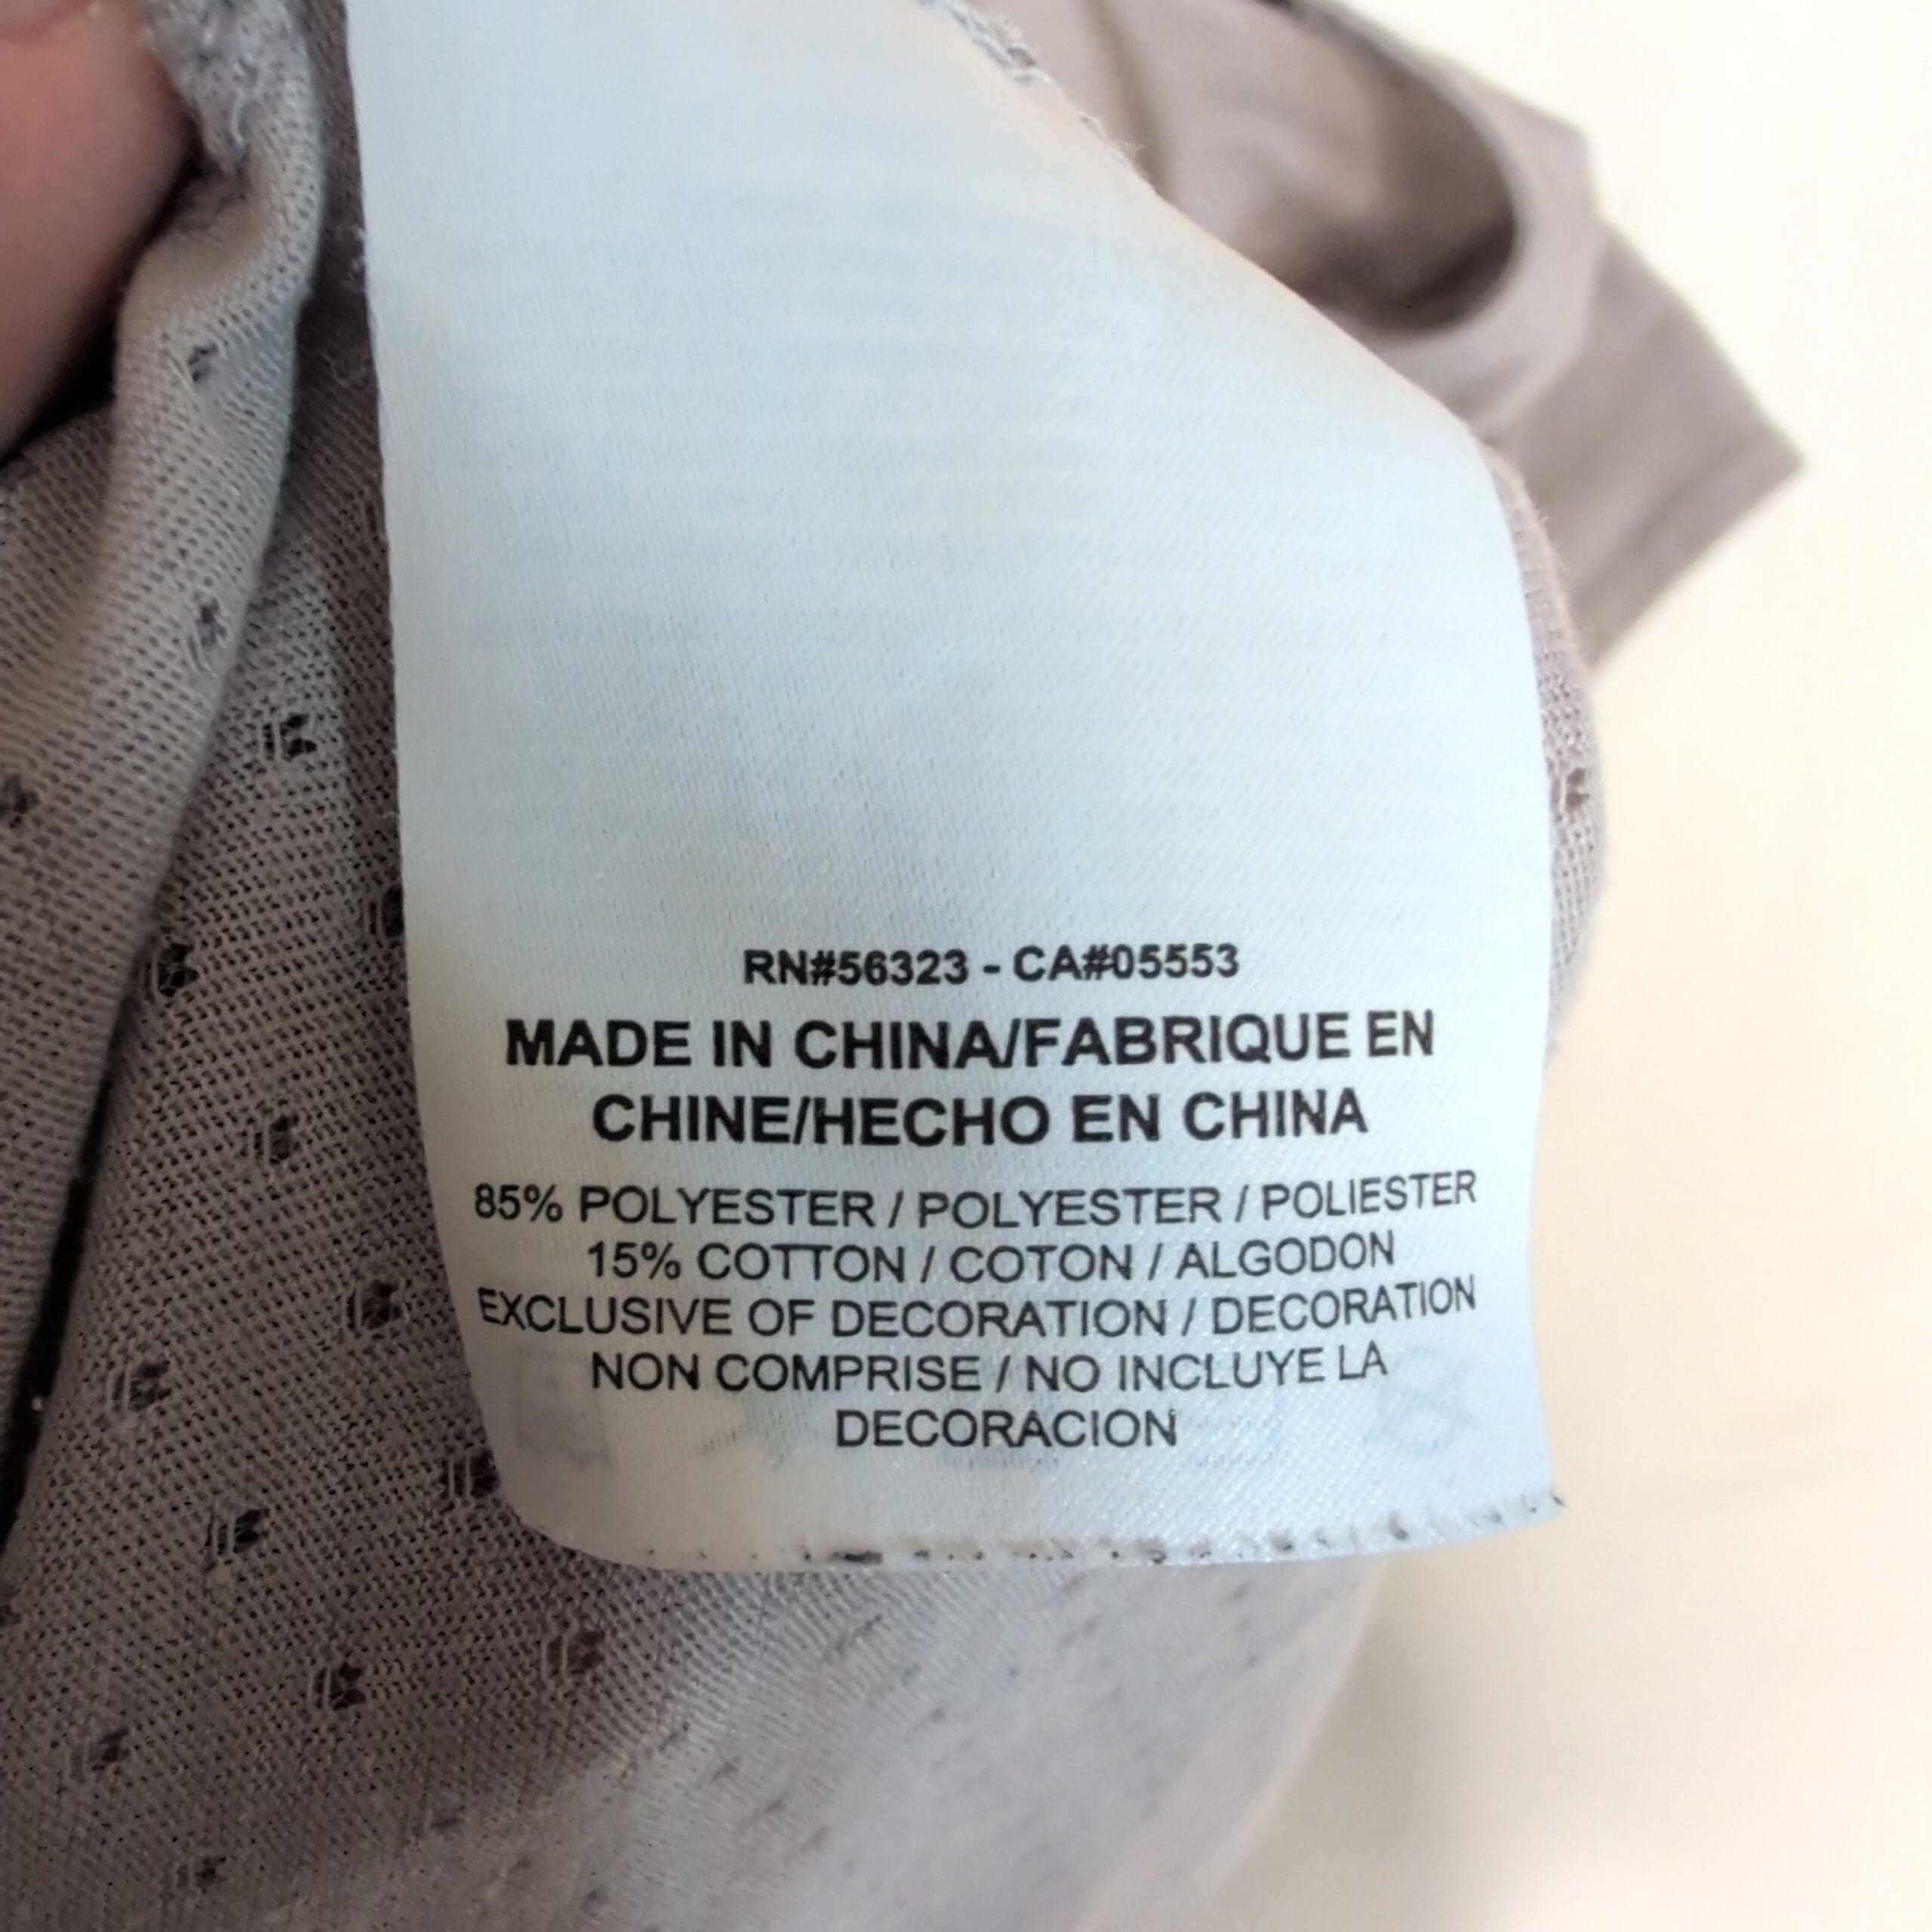 RN#56323 - CA#05553
MADE IN CHINA/FABRIQUE EN
CHINE/HECHO EN CHINA
85% POLYESTER / POLYESTER / POLIESTER
15% COTTON / COTON / ALGODON
EXCLUSIVE OF DECORATION / DECORATION
NON COMPRISE / NO INCLUYE LA
DECORACION